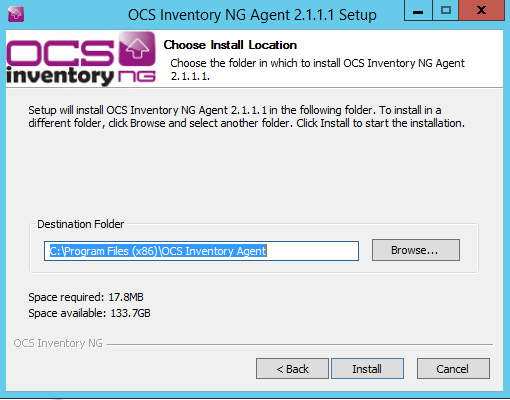 OCS Inventory NG Agent 2.1.1.1 Setup
OCS
inventory NG
Choose Install Location
Choose the folder in which to install OCS Inventory NG Agent
2.1.1.1.
Setup will install OCS Inventory NG Agent 2.1.1.1 in the following folder. To install in a
different folder, click Browse and select another folder. Click Install to start the installation.
Destination Folder
C:\Program Files (x86)\OCS Inventory Agent
Browse...
Space required: 17.8MB
Space available: 133.7GB
OCS Inventory NG
< Back
Install
Cancel